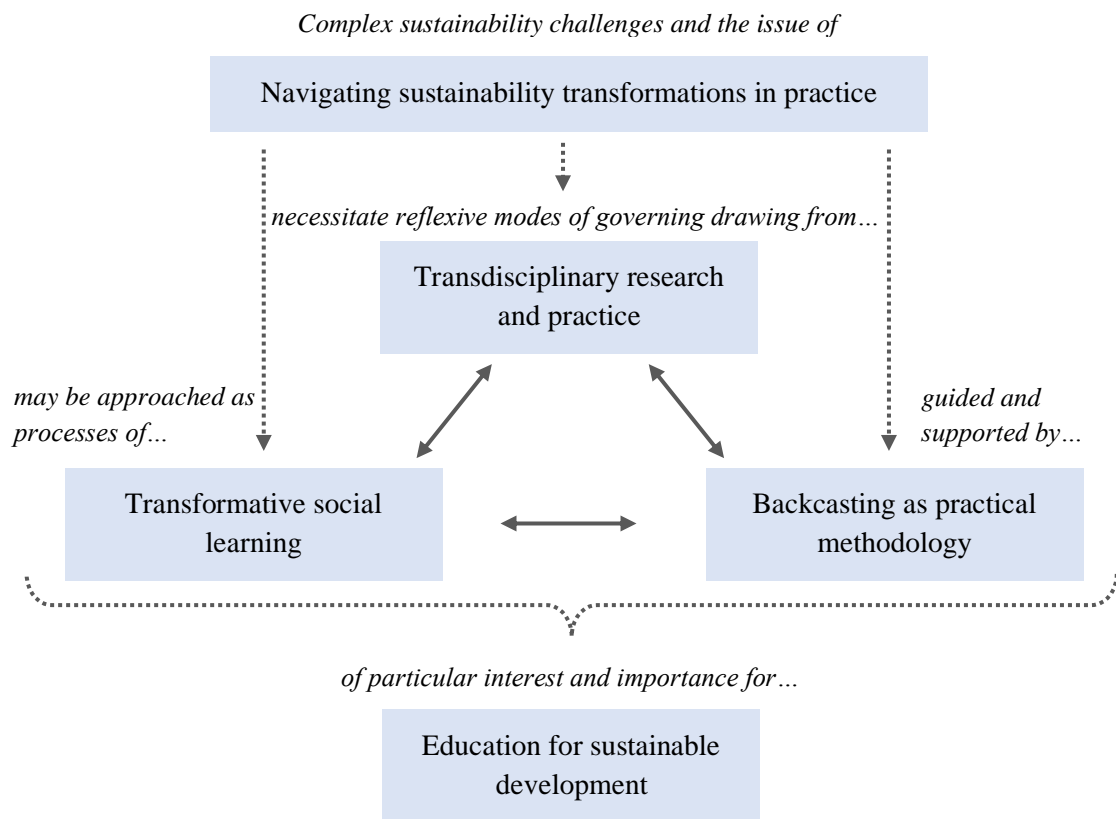 Complex sustainability challenges and the issue of
Navigating sustainability transformations in practice
necessitate reflexive modes of governing drawing from…
Transdisciplinary research
and practice
may be approached as
processes of…
guided and
supported by…
Transformative social
learning
Backcasting as practical
methodology
of particular interest and importance for…
Education for sustainable
development